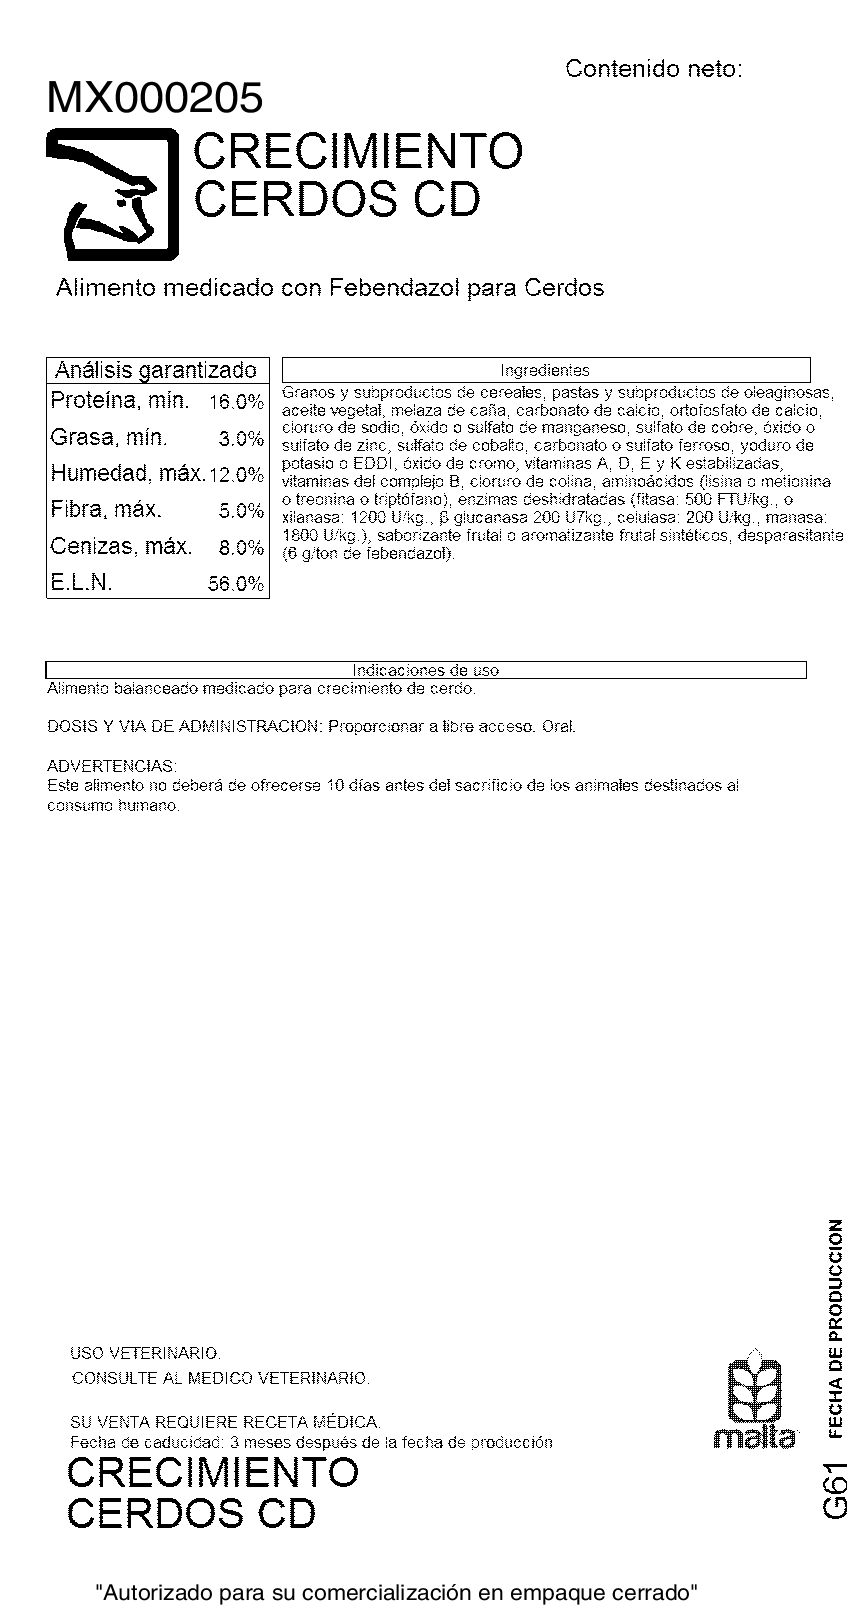 Contenido neto:
MX000205
CRECIMIENTO
CERDOS CD
Alimento medicado con Febendazol para Cerdos
Análisis garantizado
Proteína, mín. 16.0%
Grasa, mín. 3.0%
Humedad, máx. 12.0%
Fibra, máx. 5.0%
Cenizas, máx. 8.0%
E.L.N. 56.0%
Ingredientes
Granos y subproductos de cereales, pastas y subproductos de oleaginosas,
aceite vegetal, melaza de caña, carbonato de calcio, ortofosfato de calcio,
cloruro de sodio, óxido o sulfato de manganeso, sulfato de cobre, óxido o
sulfato de zinc, sulfato de cobalto, carbonato o sulfato ferroso, yoduro de
potasio o EDDI, óxido de cromo, vitaminas A, D, E y K estabilizadas,
vitaminas del complejo B, cloruro de colina, aminoácidos (lisina o metionina
o treonina o triptófano), enzimas deshidratadas (fitasa: 500 FTU/kg., o
xilanasa: 1200 U/kg., β glucanasa 200 U7kg., celulasa: 200 U/kg., manasa:
1800 U/kg.), saborizante frutal o aromatizante frutal sintéticos, desparasitante
(6 g/ton de febendazol).
Indicaciones de uso
Alimento balanceado medicado para crecimiento de cerdo.
DOSIS Y VIA DE ADMINISTRACION: Proporcionar a libre acceso. Oral.
ADVERTENCIAS:
Este alimento no deberá de ofrecerse 10 días antes del sacrificio de los animales destinados al
consumo humano.
USO VETERINARIO.
CONSULTE AL MEDICO VETERINARIO.
SU VENTA REQUIERE RECETA MÉDICA.
Fecha de caducidad: 3 meses después de la fecha de producción
CRECIMIENTO
CERDOS CD
malta
G61 FECHA DE PRODUCCION
"Autorizado para su comercialización en empaque cerrado"